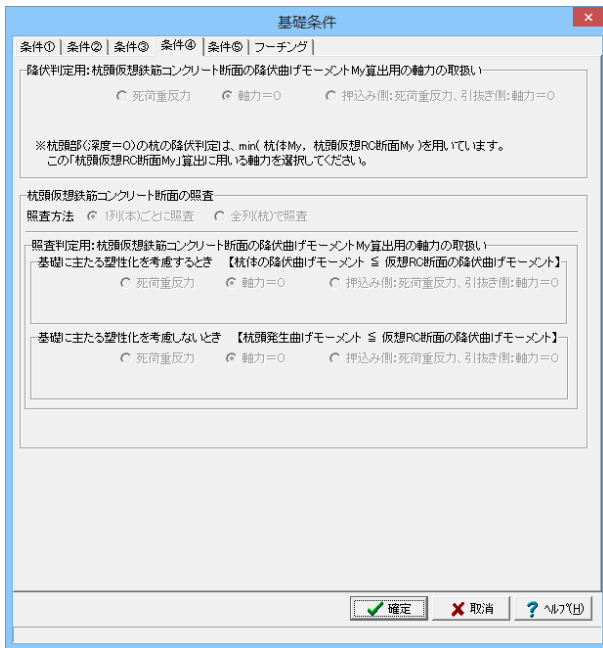 基礎条件
条件① 条件② 条件③ 条件④ 条件⑤ フーチング
降伏判定用:杭頭仮想鉄筋コンクリート断面の降伏曲げモーメントMy算出用の軸力の取扱い
死荷重反力 軸力=0 押込み側:死荷重反力、引抜き側:軸力=0
※杭頭部(深度=0)の杭の降伏判定は、min( 杭体My, 杭頭仮想RC断面My )を用いています。
この「杭頭仮想RC断面My」算出に用いる軸力を選択してください。
杭頭仮想鉄筋コンクリート断面の照査
照査方法 1列(本)ごとに照査 全列(杭)で照査
照査判定用:杭頭仮想鉄筋コンクリート断面の降伏曲げモーメントMy算出用の軸力の取扱い
基礎に主たる塑性化を考慮するとき 【杭体の降伏曲げモーメント ≦ 仮想RC断面の降伏曲げモーメント】
死荷重反力 軸力=0 押込み側:死荷重反力、引抜き側:軸力=0
基礎に主たる塑性化を考慮しないとき 【杭頭発生曲げモーメント ≦ 仮想RC断面の降伏曲げモーメント】
死荷重反力 軸力=0 押込み側:死荷重反力、引抜き側:軸力=0
確定 取消 ? ヘルプ(H)